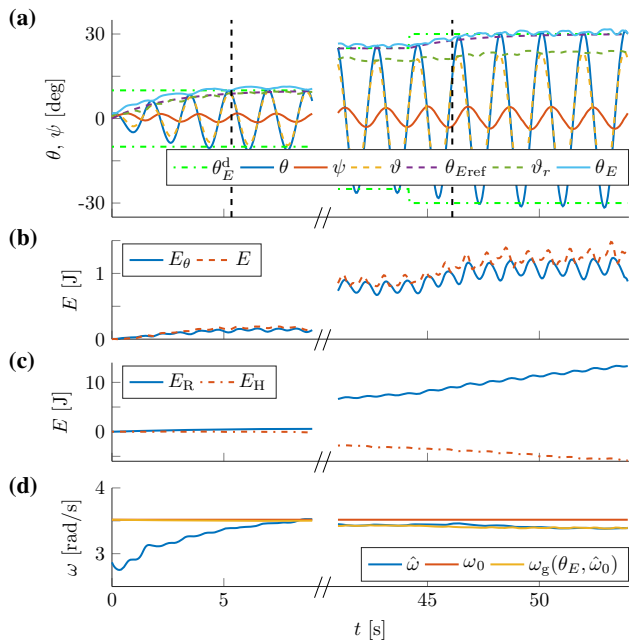 (a)
30
0
-30
θ, ψ [deg]
θ_E^d θ ψ ϑ θ_Eref ϑ_r θ_E
(b)
1
0
E [J]
E_θ E
(c)
10
0
E [J]
E_R E_H
(d)
4
3
ω [rad/s]
ω̂ ω_0 ω_g(θ_E, ω̂_0)
0 5 45 50
t [s]